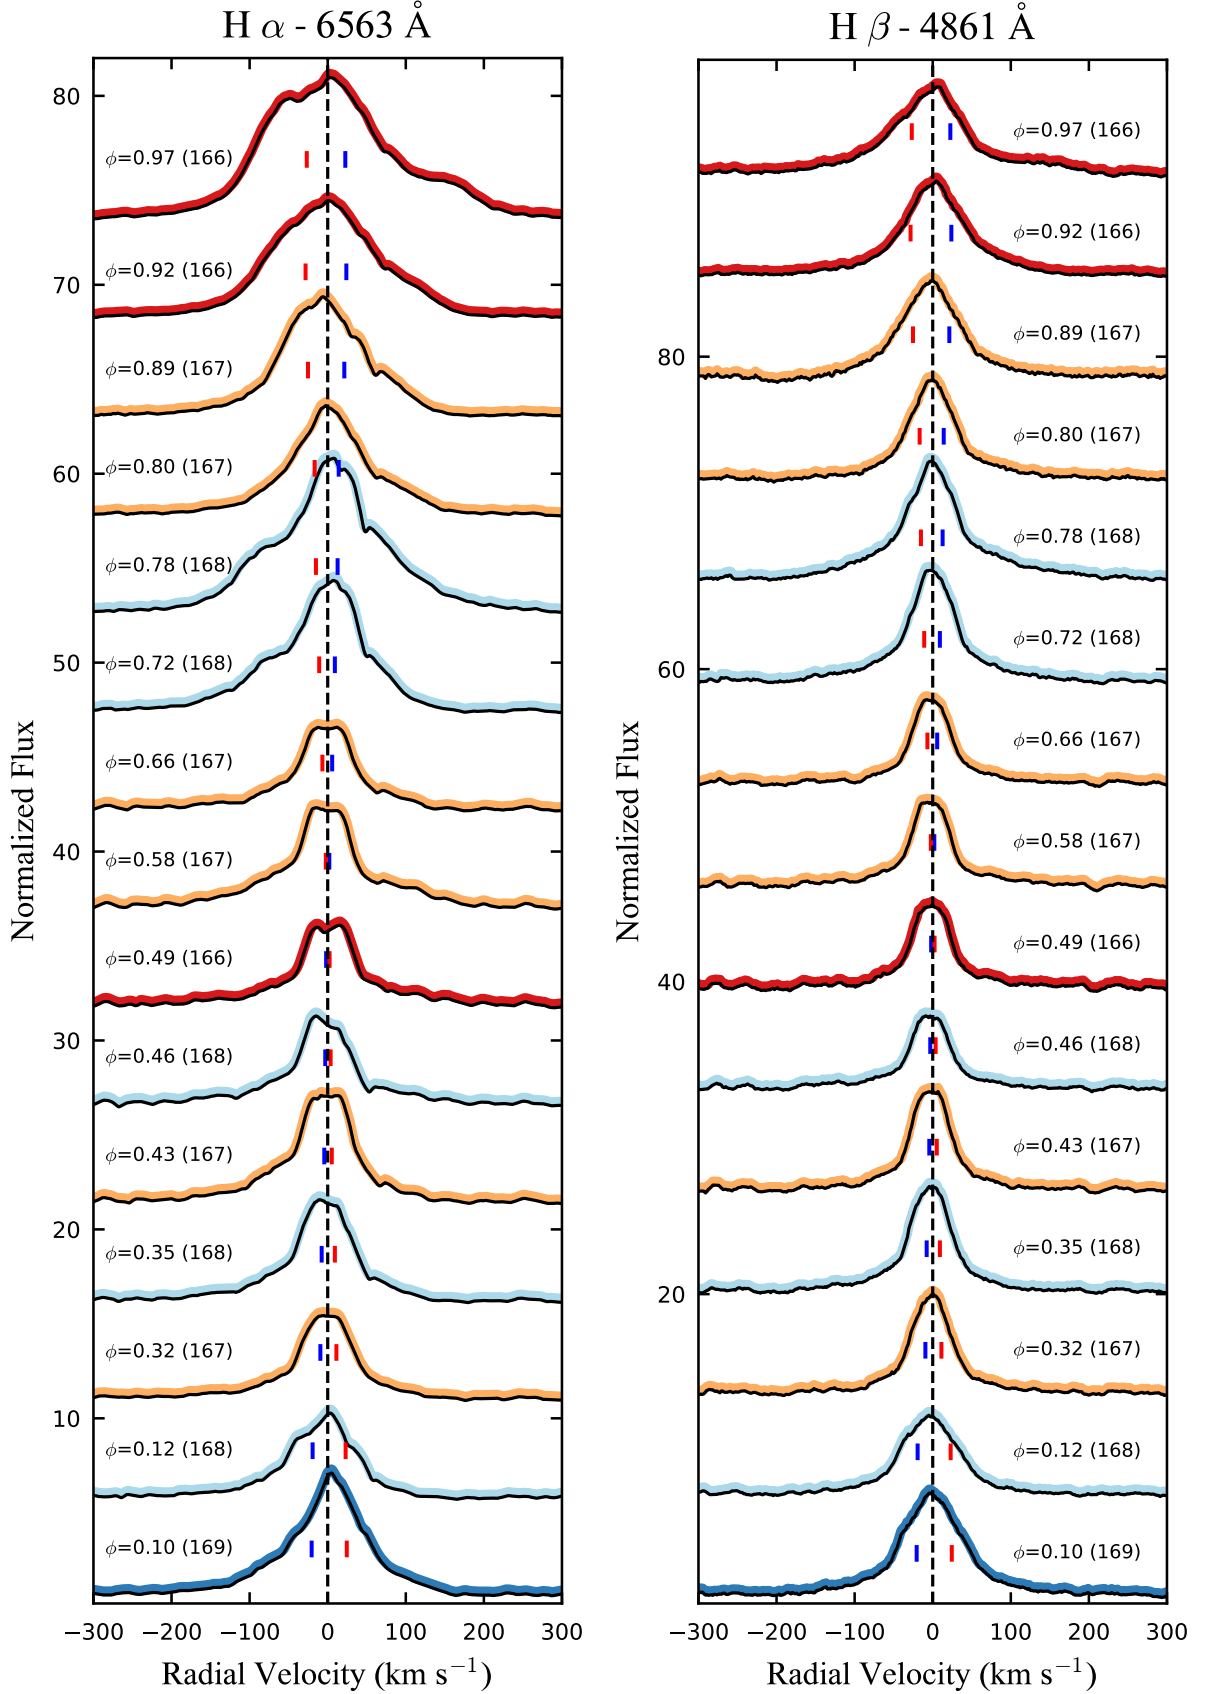 H α - 6563 Å
80
70
60
50
40
30
20
10
Normalized Flux
ϕ=0.97 (166)
ϕ=0.92 (166)
ϕ=0.89 (167)
ϕ=0.80 (167)
ϕ=0.78 (168)
ϕ=0.72 (168)
ϕ=0.66 (167)
ϕ=0.58 (167)
ϕ=0.49 (166)
ϕ=0.46 (168)
ϕ=0.43 (167)
ϕ=0.35 (168)
ϕ=0.32 (167)
ϕ=0.12 (168)
ϕ=0.10 (169)
−300 −200 −100 0 100 200 300
Radial Velocity (km s⁻¹)
H β - 4861 Å
80
60
40
20
Normalized Flux
ϕ=0.97 (166)
ϕ=0.92 (166)
ϕ=0.89 (167)
ϕ=0.80 (167)
ϕ=0.78 (168)
ϕ=0.72 (168)
ϕ=0.66 (167)
ϕ=0.58 (167)
ϕ=0.49 (166)
ϕ=0.46 (168)
ϕ=0.43 (167)
ϕ=0.35 (168)
ϕ=0.32 (167)
ϕ=0.12 (168)
ϕ=0.10 (169)
−300 −200 −100 0 100 200 300
Radial Velocity (km s⁻¹)